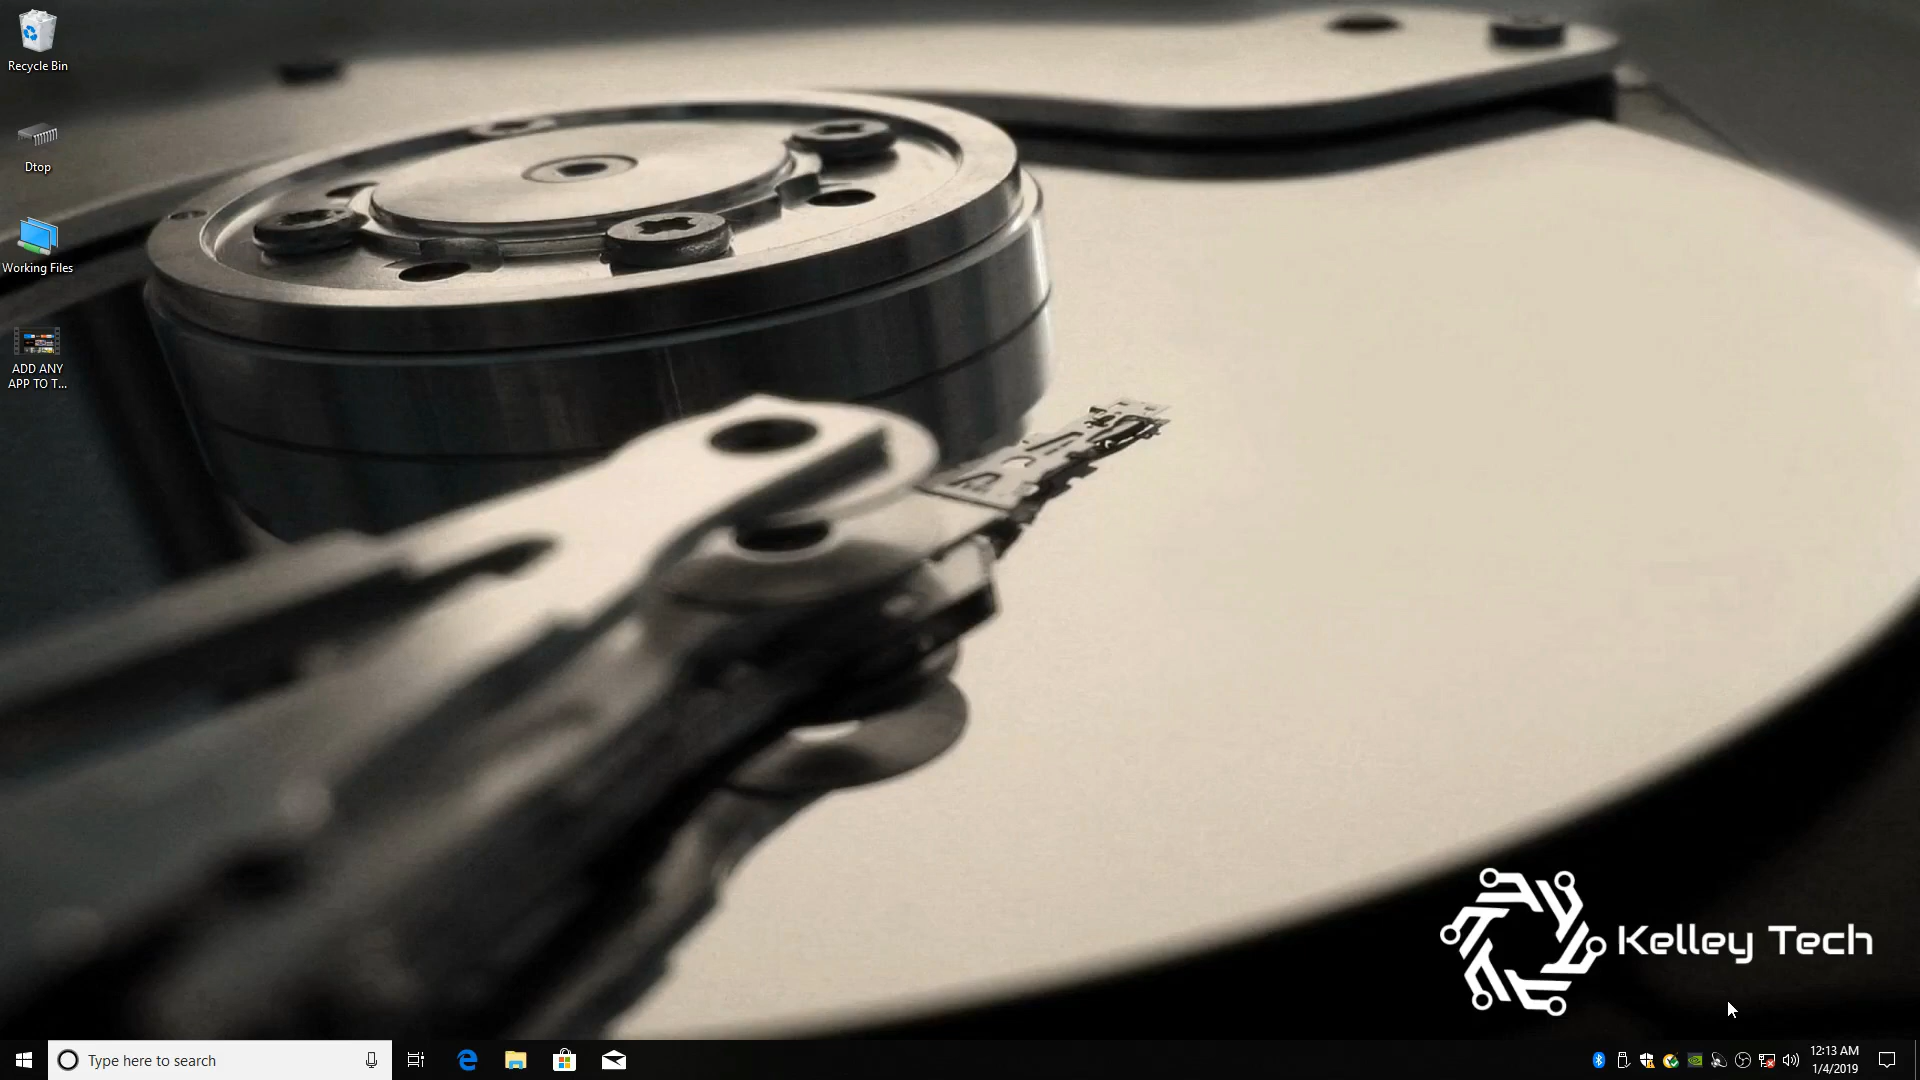 Recycle Bin
Dtop
Working Files
ADD ANY
APP TO T...
Kelley Tech
Type here to search
12:13 AM
1/4/2019